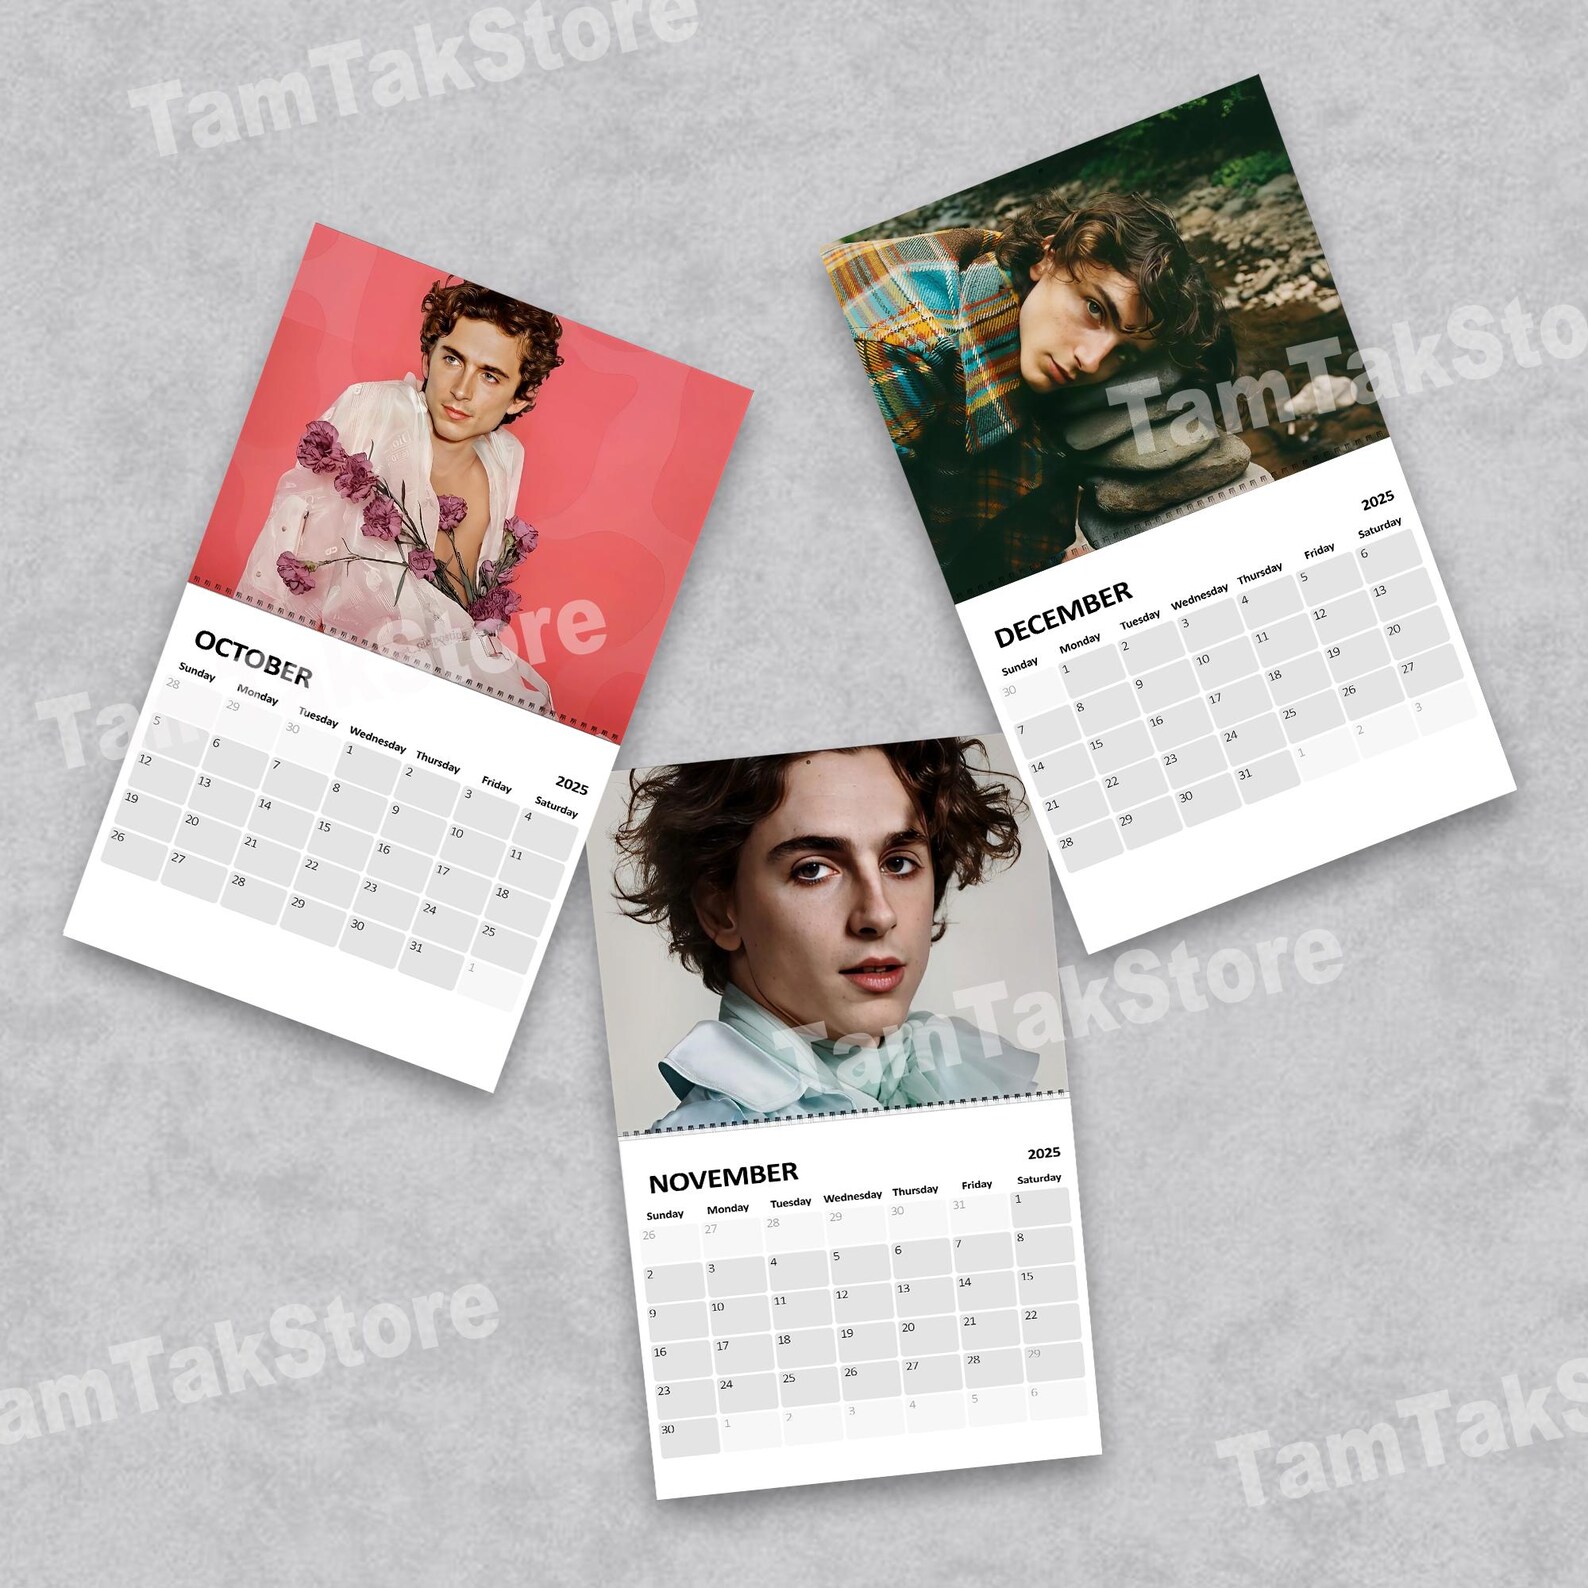 TamTakStore
OCTOBER
2025
Sunday Monday Tuesday Wednesday Thursday Friday Saturday
28 29 30 1 2 3 4
5 6 7 8 9 10 11
12 13 14 15 16 17 18
19 20 21 22 23 24 25
26 27 28 29 30 31 1
TamTakSto
DECEMBER
2025
Sunday Monday Tuesday Wednesday Thursday Friday Saturday
30 1 2 3 4 5 6
7 8 9 10 11 12 13
14 15 16 17 18 19 20
21 22 23 24 25 26 27
28 29 30 31 1 2 3
TamTakStore
NOVEMBER
2025
Sunday Monday Tuesday Wednesday Thursday Friday Saturday
26 27 28 29 30 31 1
2 3 4 5 6 7 8
9 10 11 12 13 14 15
16 17 18 19 20 21 22
23 24 25 26 27 28 29
30 1 2 3 4 5 6
amTakStore
TamTakS